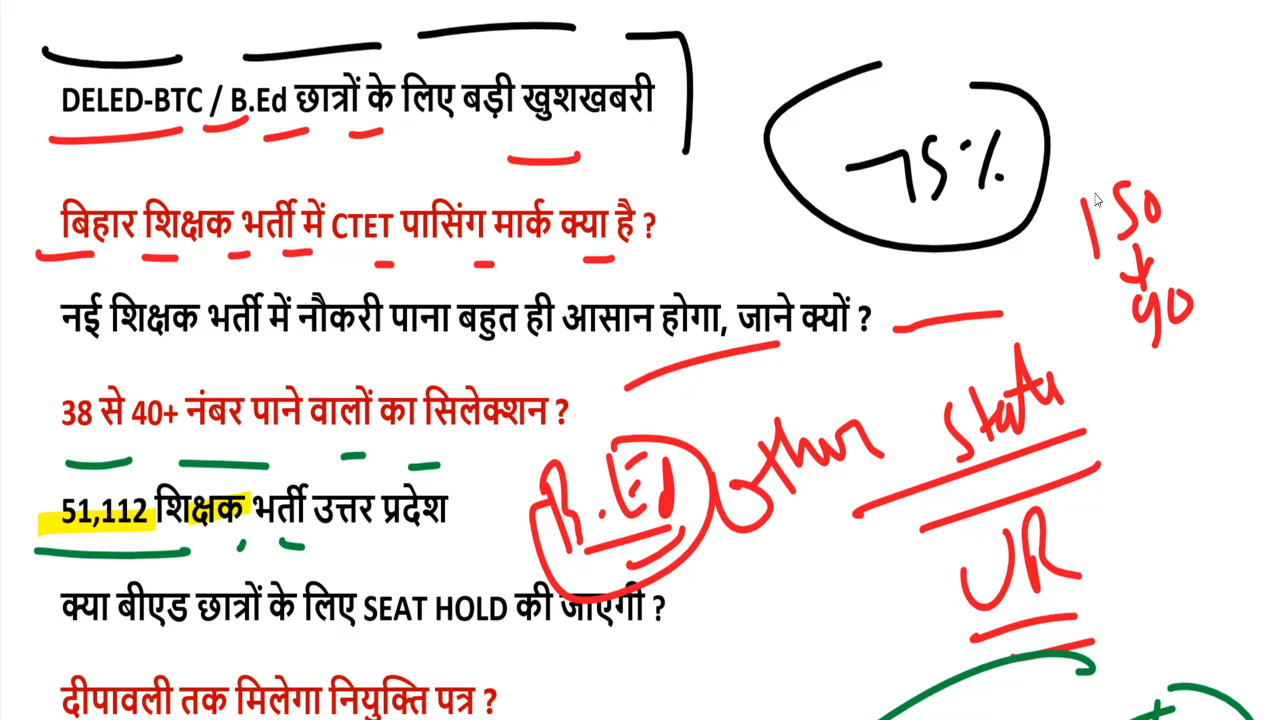 DELED-BTC / B.Ed छात्रों के लिए बड़ी खुशखबरी
75%
150
90
बिहार शिक्षक भर्ती में CTET पासिंग मार्क क्या है ?
नई शिक्षक भर्ती में नौकरी पाना बहुत ही आसान होगा, जाने क्यों ?
38 से 40+ नंबर पाने वालों का सिलेक्शन ?
B.Ed other state
UR
51,112 शिक्षक भर्ती उत्तर प्रदेश
क्या बीएड छात्रों के लिए SEAT HOLD की जाएगी ?
दीपावली तक मिलेगा नियुक्ति पत्र ?